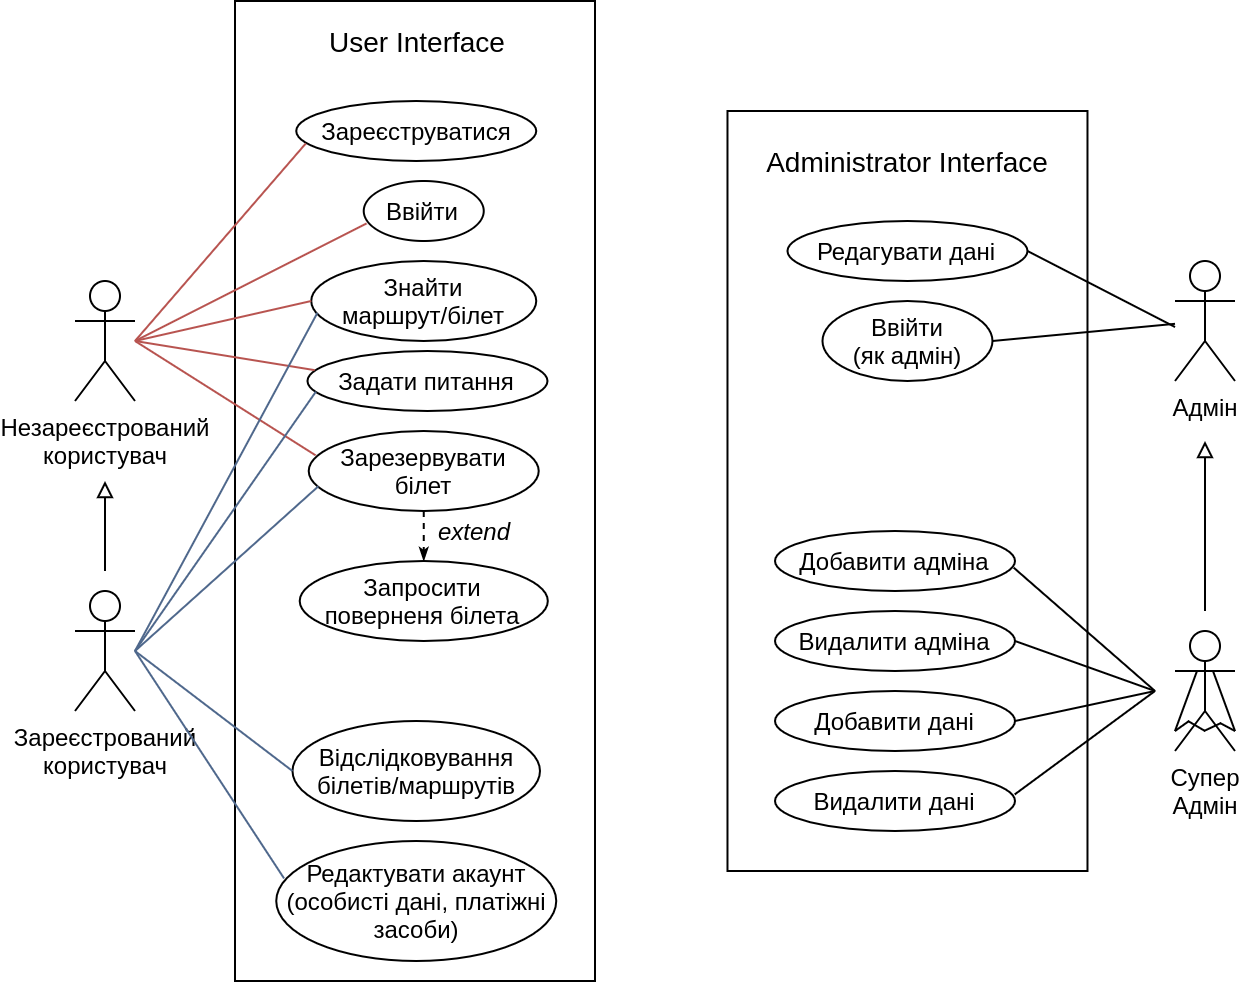 User Interface
Зареєструватися
Ввійти
Знайти
маршрут/білет
Задати питання
Зарезервувати
білет
extend
Запросити
поверненя білета
Відслідковування
білетів/маршрутів
Редактувати акаунт
(особисті дані, платіжні
засоби)
Незареєстрований
користувач
Зареєстрований
користувач
Administrator Interface
Редагувати дані
Ввійти
(як адмін)
Добавити адміна
Видалити адміна
Добавити дані
Видалити дані
Адмін
Супер
Адмін